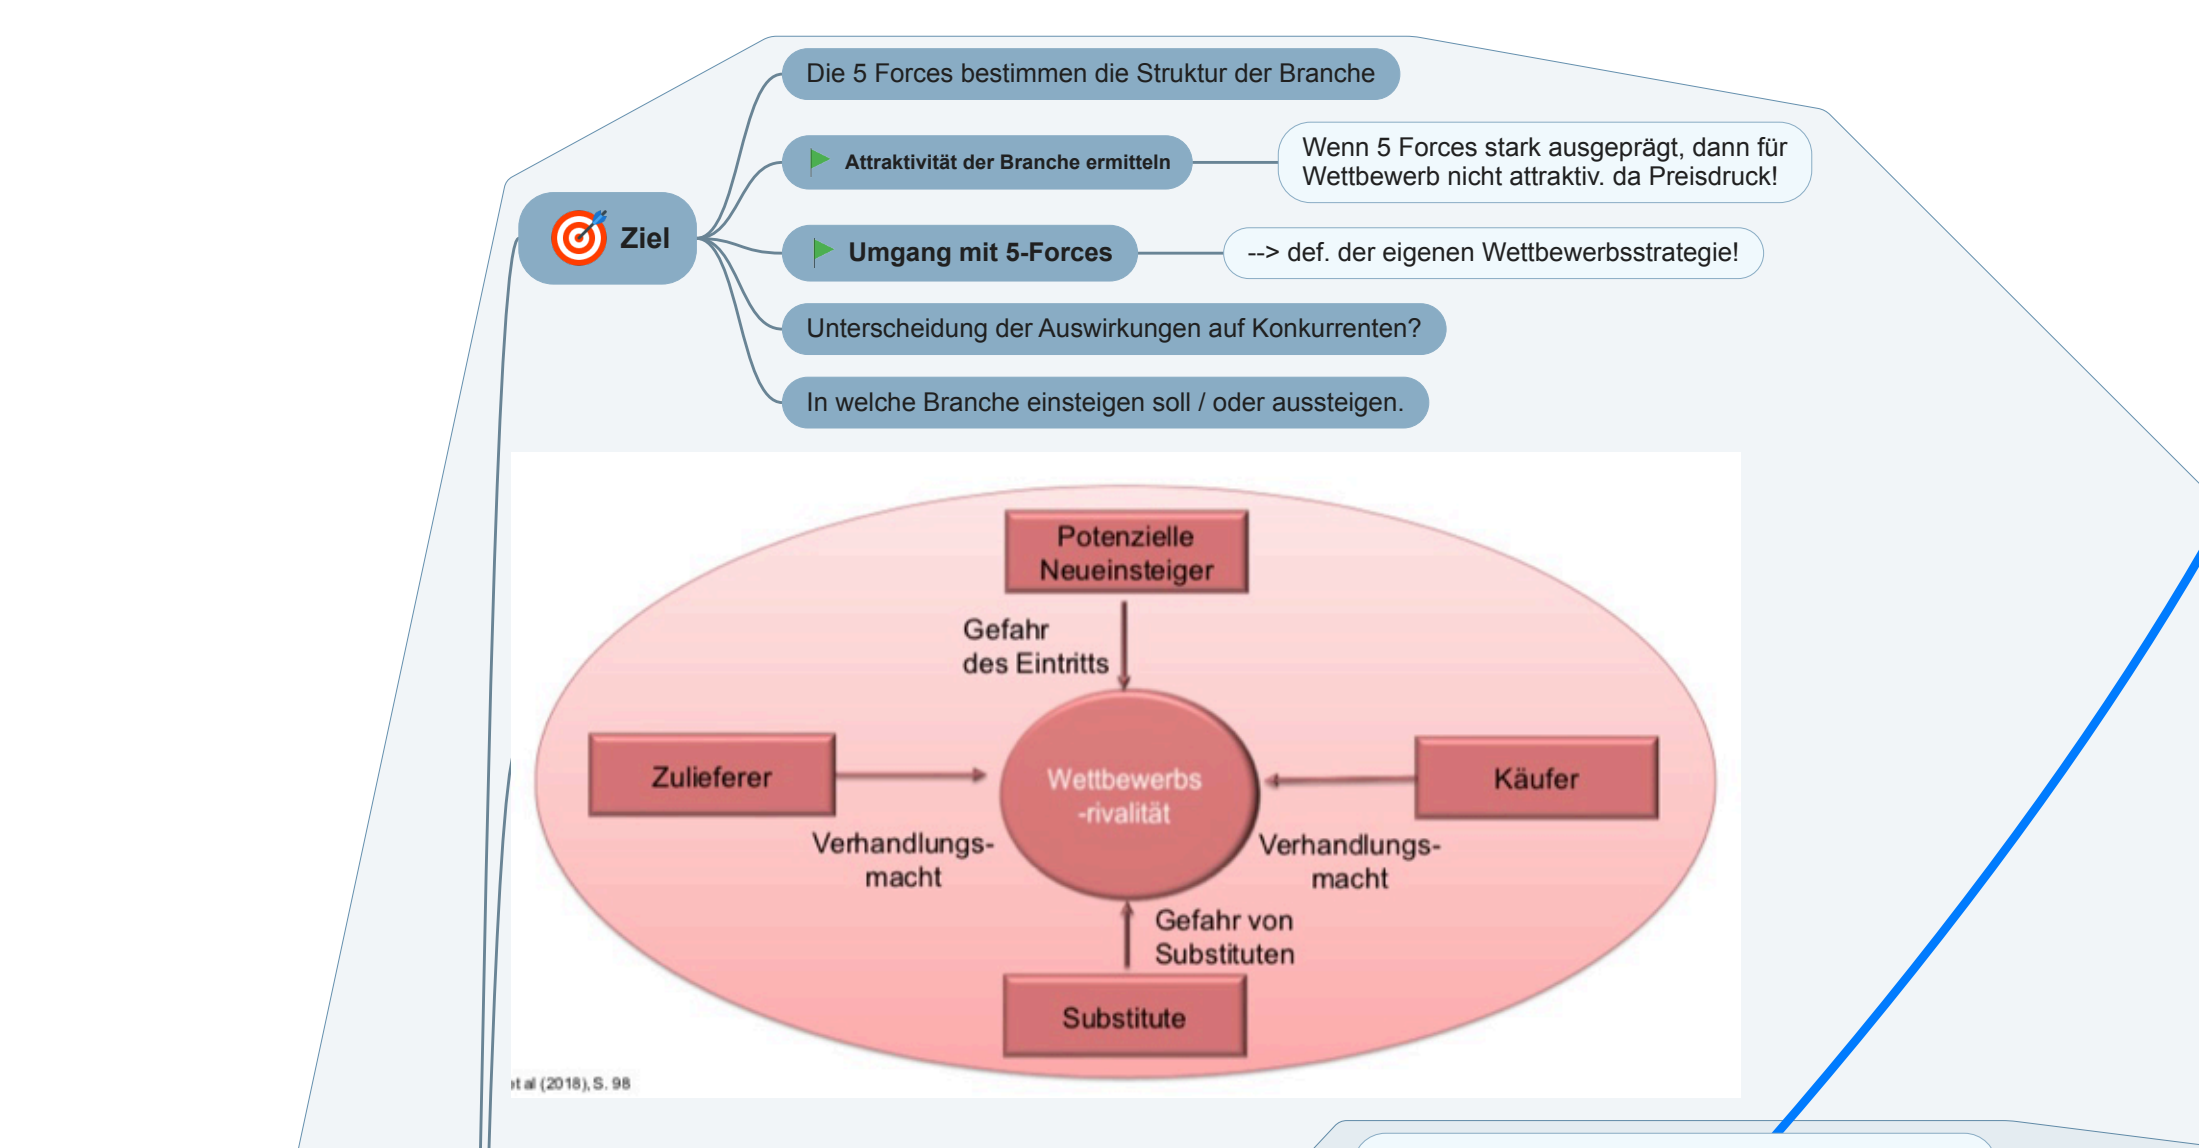 Die 5 Forces bestimmen die Struktur der Branche
Attraktivität der Branche ermitteln
Wenn 5 Forces stark ausgeprägt, dann für
Wettbewerb nicht attraktiv. da Preisdruck!
Ziel
Umgang mit 5-Forces
--> def. der eigenen Wettbewerbsstrategie!
Unterscheidung der Auswirkungen auf Konkurrenten?
In welche Branche einsteigen soll / oder aussteigen.
Potenzielle
Neueinsteiger
Gefahr
des Eintritts
Zulieferer
Wettbewerbs
-rivalität
Käufer
Verhandlungs-
macht
Verhandlungs-
macht
Gefahr von
Substituten
Substitute
et al (2018), S. 98